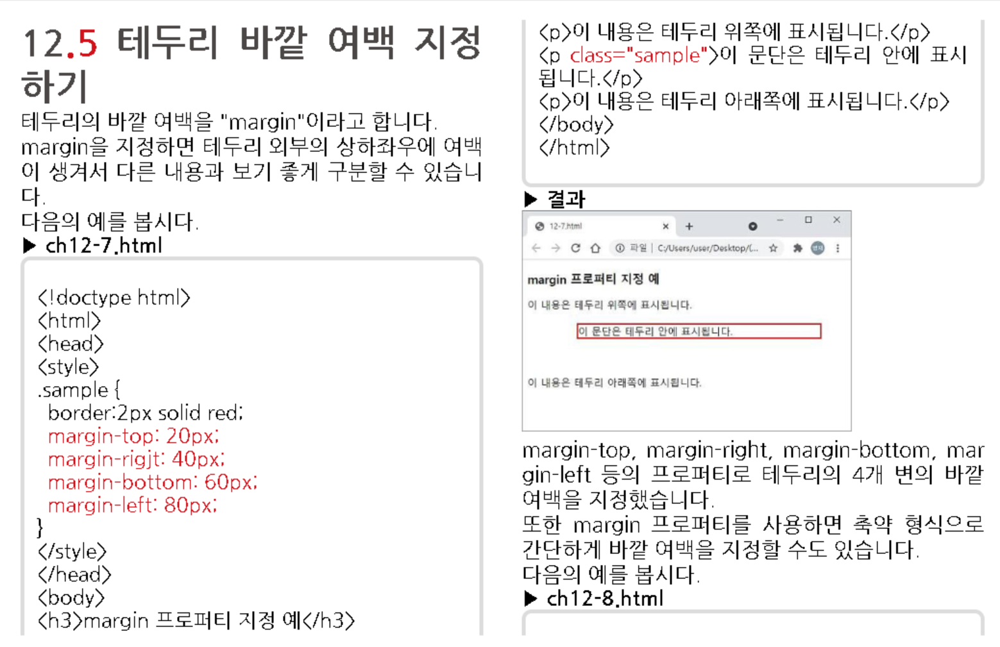 12.5 테두리 바깥 여백 지정
하기
테두리의 바깥 여백을 "margin"이라고 합니다.
margin을 지정하면 테두리 외부의 상하좌우에 여백
이 생겨서 다른 내용과 보기 좋게 구분할 수 있습니
다.
다음의 예를 봅시다.
▶ ch12-7.html
<!doctype html>
<html>
<head>
<style>
.sample {
border:2px solid red;
margin-top: 20px;
margin-rigjt: 40px;
margin-bottom: 60px;
margin-left: 80px;
}
</style>
</head>
<body>
<h3>margin 프로퍼티 지정 예</h3>
<p>이 내용은 테두리 위쪽에 표시됩니다.</p>
<p class="sample">이 문단은 테두리 안에 표시
됩니다.</p>
<p>이 내용은 테두리 아래쪽에 표시됩니다.</p>
</body>
</html>
▶ 결과
12-7.html
파일 | C:/Users/user/Desktop/(...
margin 프로퍼티 지정 예
이 내용은 테두리 위쪽에 표시됩니다.
이 문단은 테두리 안에 표시됩니다.
이 내용은 테두리 아래쪽에 표시됩니다.
margin-top, margin-right, margin-bottom, mar
gin-left 등의 프로퍼티로 테두리의 4개 변의 바깥
여백을 지정했습니다.
또한 margin 프로퍼티를 사용하면 축약 형식으로
간단하게 바깥 여백을 지정할 수도 있습니다.
다음의 예를 봅시다.
▶ ch12-8.html